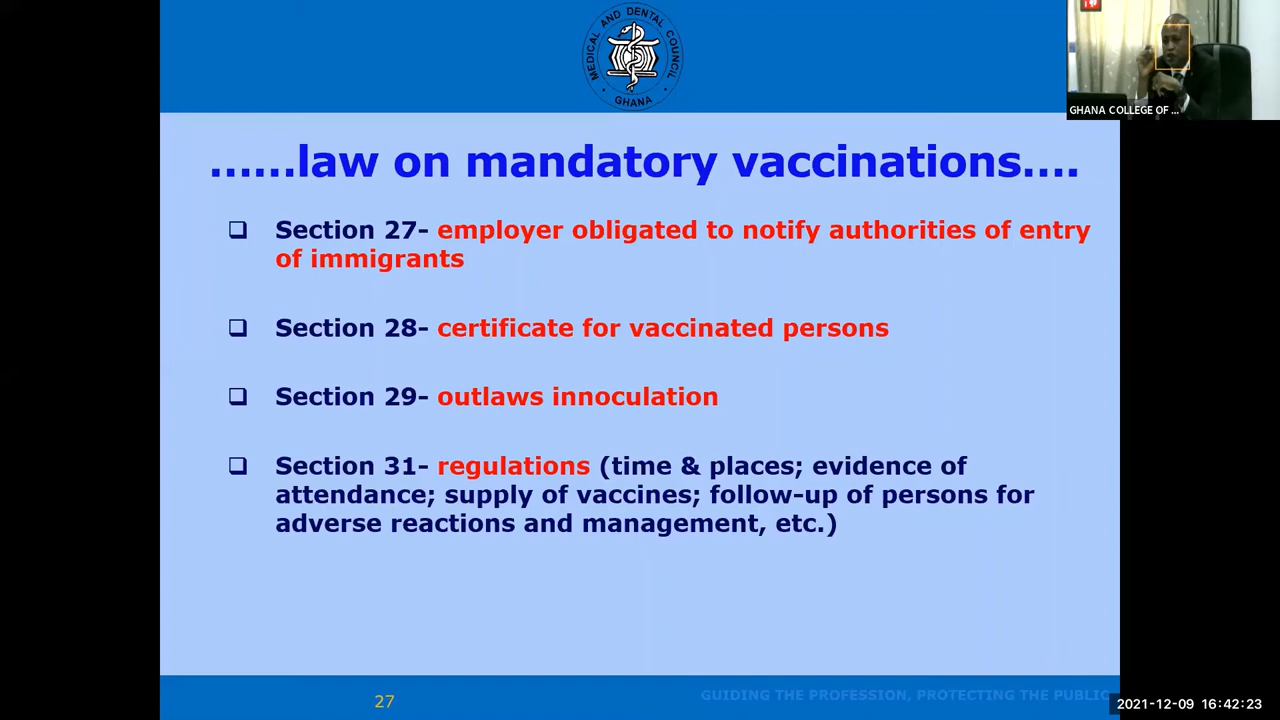 MEDICAL AND DENTAL COUNCIL
GHANA
GHANA COLLEGE OF ...
......law on mandatory vaccinations....
Section 27- employer obligated to notify authorities of entry
of immigrants
Section 28- certificate for vaccinated persons
Section 29- outlaws innoculation
Section 31- regulations (time & places; evidence of
attendance; supply of vaccines; follow-up of persons for
adverse reactions and management, etc.)
27
GUIDING THE PROFESSION, PROTECTING THE PUBLIC
2021-12-09 16:42:23